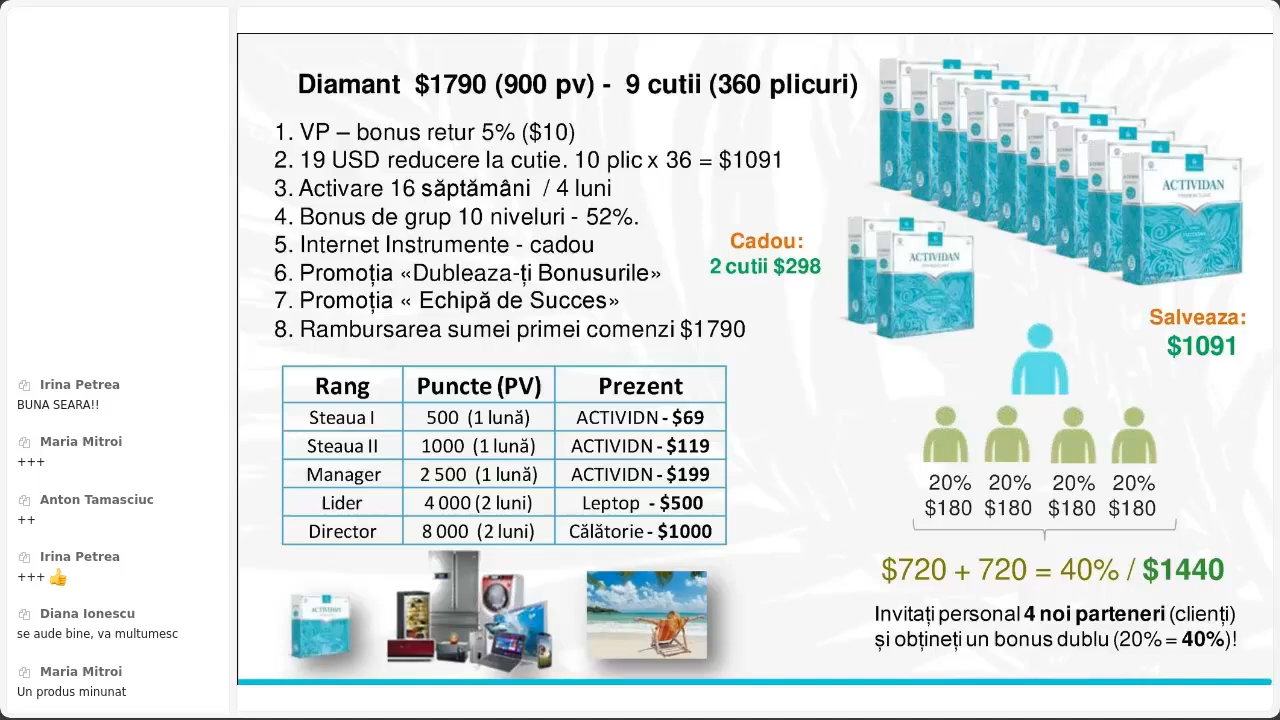 Diamant $1790 (900 pv) - 9 cutii (360 plicuri)
1. VP – bonus retur 5% ($10)
2. 19 USD reducere la cutie. 10 plic x 36 = $1091
3. Activare 16 săptămâni / 4 luni
4. Bonus de grup 10 niveluri - 52%.
5. Internet Instrumente - cadou
6. Promoția «Dubleaza-ți Bonusurile»
7. Promoția « Echipă de Succes»
8. Rambursarea sumei primei comenzi $1790
Cadou:
2 cutii $298
ACTIVIDAN
ACTIVIDAN
Salveaza:
$1091
Rang Puncte (PV) Prezent
Steaua I 500 (1 lună) ACTIVIDN - $69
Steaua II 1000 (1 lună) ACTIVIDN - $119
Manager 2 500 (1 lună) ACTIVIDN - $199
Lider 4 000 (2 luni) Leptop - $500
Director 8 000 (2 luni) Călătorie - $1000
ACTIVIDAN
20% 20% 20% 20%
$180 $180 $180 $180
$720 + 720 = 40% / $1440
Invitați personal 4 noi parteneri (clienți)
și obțineți un bonus dublu (20% = 40%)!
Irina Petrea
BUNA SEARA!!
Maria Mitroi
+++
Anton Tamasciuc
++
Irina Petrea
+++ 👍
Diana Ionescu
se aude bine, va multumesc
Maria Mitroi
Un produs minunat